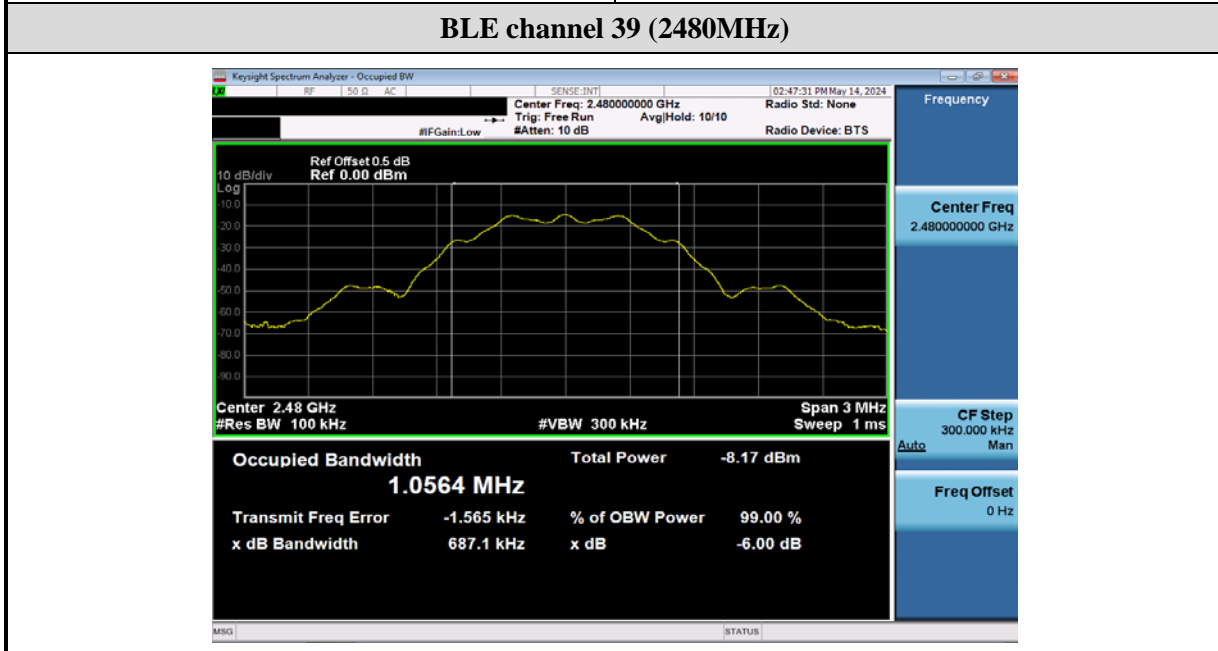 BLE channel 39 (2480MHz)
Keysight Spectrum Analyzer - Occupied BW
RF 50 Ω AC SENSE:INT 02:47:31 PM May 14, 2024
Center Freq: 2.480000000 GHz Radio Std: None
Trig: Free Run Avg|Hold: 10/10
#IFGain:Low #Atten: 10 dB Radio Device: BTS
Frequency
Ref Offset 0.5 dB
10 dB/div Ref 0.00 dBm
Log
-10.0
-20.0
-30.0
-40.0
-50.0
-60.0
-70.0
-80.0
-90.0
Center 2.48 GHz Span 3 MHz
#Res BW 100 kHz #VBW 300 kHz Sweep 1 ms
Center Freq
2.480000000 GHz
CF Step
300.000 kHz
Auto Man
Freq Offset
0 Hz
Occupied Bandwidth Total Power -8.17 dBm
1.0564 MHz
Transmit Freq Error -1.565 kHz % of OBW Power 99.00 %
x dB Bandwidth 687.1 kHz x dB -6.00 dB
MSG STATUS